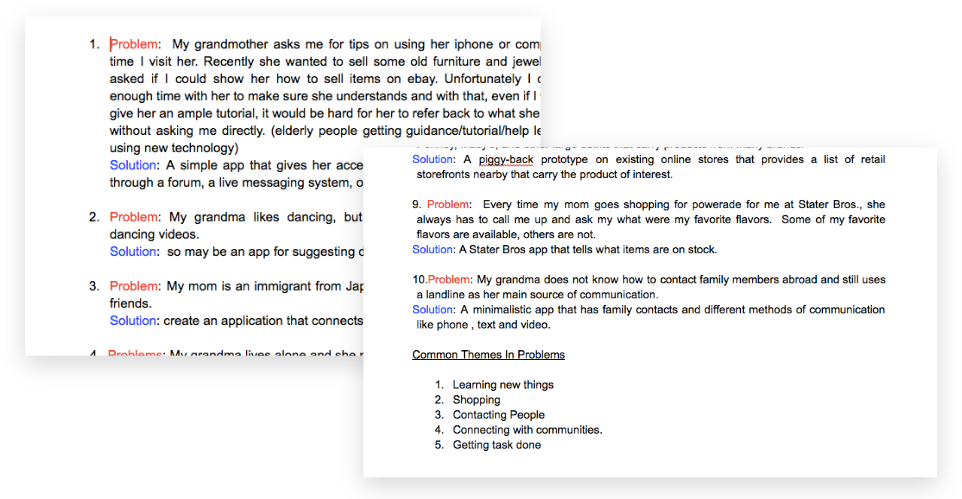 1. Problem: My grandmother asks me for tips on using her iphone or com
time I visit her. Recently she wanted to sell some old furniture and jewel
asked if I could show her how to sell items on ebay. Unfortunately I
enough time with her to make sure she understands and with that, even if I
give her an ample tutorial, it would be hard for her to refer back to what she
without asking me directly. (elderly people getting guidance/tutorial/help le
using new technology)
Solution: A simple app that gives her acce
through a forum, a live messaging system, o
2. Problem: My grandma likes dancing, but
dancing videos.
Solution: so may be an app for suggesting d
3. Problem: My mom is an immigrant from Jap
friends.
Solution: create an application that connects
4. Problems: My grandma lives alone and she
Solution: A piggy-back prototype on existing online stores that provides a list of retail
storefronts nearby that carry the product of interest.
9. Problem: Every time my mom goes shopping for powerade for me at Stater Bros., she
always has to call me up and ask my what were my favorite flavors. Some of my favorite
flavors are available, others are not.
Solution: A Stater Bros app that tells what items are on stock.
10.Problem: My grandma does not know how to contact family members abroad and still uses
a landline as her main source of communication.
Solution: A minimalistic app that has family contacts and different methods of communication
like phone , text and video.
Common Themes In Problems
1. Learning new things
2. Shopping
3. Contacting People
4. Connecting with communities.
5. Getting task done